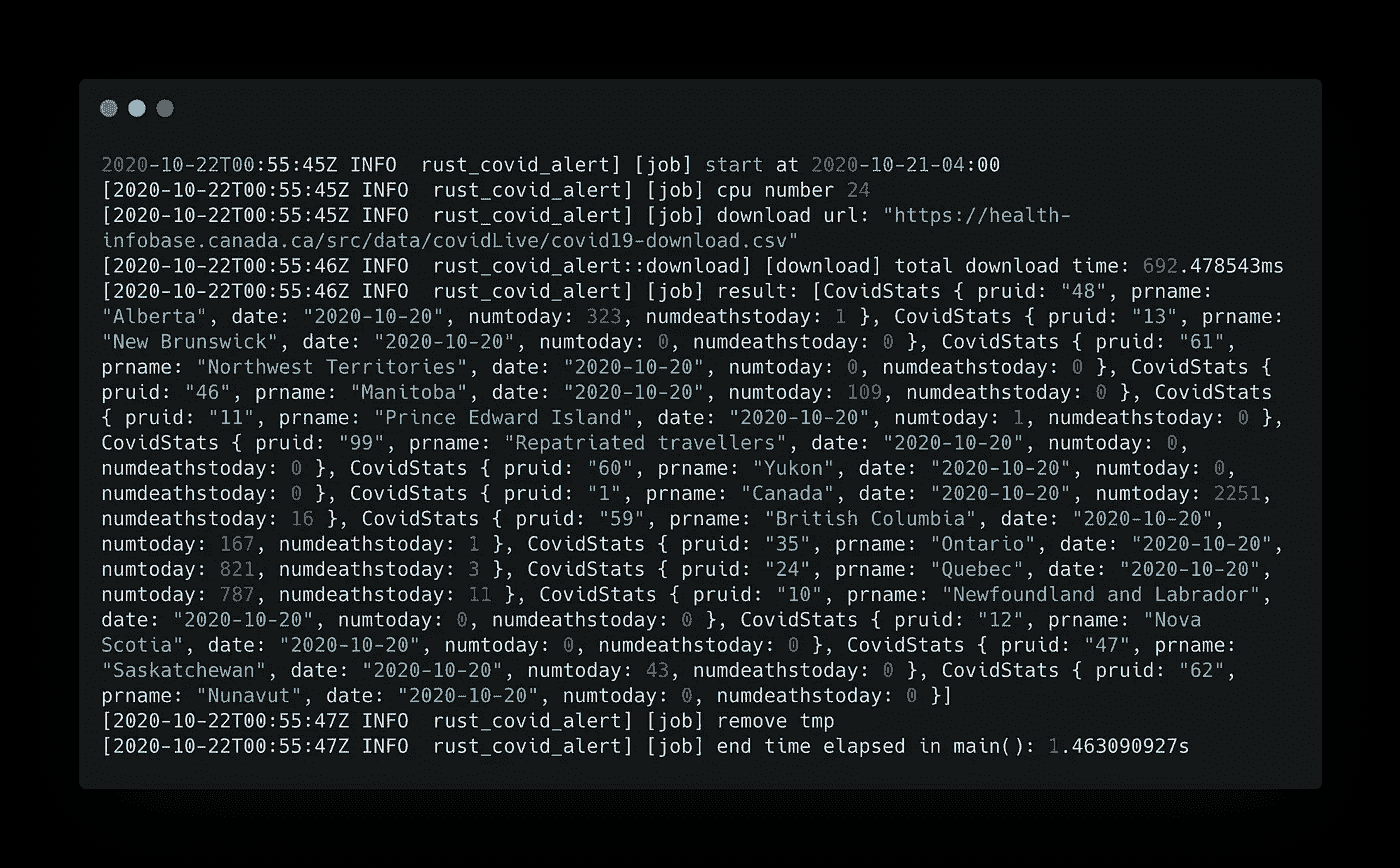 2020-10-22T00:55:45Z INFO  rust_covid_alert] [job] start at 2020-10-21-04:00
[2020-10-22T00:55:45Z INFO  rust_covid_alert] [job] cpu number 24
[2020-10-22T00:55:45Z INFO  rust_covid_alert] [job] download url: "https://health-
infobase.canada.ca/src/data/covidLive/covid19-download.csv"
[2020-10-22T00:55:46Z INFO  rust_covid_alert::download] [download] total download time: 692.478543ms
[2020-10-22T00:55:46Z INFO  rust_covid_alert] [job] result: [CovidStats { pruid: "48", prname:
"Alberta", date: "2020-10-20", numtoday: 323, numdeathstoday: 1 }, CovidStats { pruid: "13", prname:
"New Brunswick", date: "2020-10-20", numtoday: 0, numdeathstoday: 0 }, CovidStats { pruid: "61",
prname: "Northwest Territories", date: "2020-10-20", numtoday: 0, numdeathstoday: 0 }, CovidStats {
pruid: "46", prname: "Manitoba", date: "2020-10-20", numtoday: 109, numdeathstoday: 0 }, CovidStats
{ pruid: "11", prname: "Prince Edward Island", date: "2020-10-20", numtoday: 1, numdeathstoday: 0 },
CovidStats { pruid: "99", prname: "Repatriated travellers", date: "2020-10-20", numtoday: 0,
numdeathstoday: 0 }, CovidStats { pruid: "60", prname: "Yukon", date: "2020-10-20", numtoday: 0,
numdeathstoday: 0 }, CovidStats { pruid: "1", prname: "Canada", date: "2020-10-20", numtoday: 2251,
numdeathstoday: 16 }, CovidStats { pruid: "59", prname: "British Columbia", date: "2020-10-20",
numtoday: 167, numdeathstoday: 1 }, CovidStats { pruid: "35", prname: "Ontario", date: "2020-10-20",
numtoday: 821, numdeathstoday: 3 }, CovidStats { pruid: "24", prname: "Quebec", date: "2020-10-20",
numtoday: 787, numdeathstoday: 11 }, CovidStats { pruid: "10", prname: "Newfoundland and Labrador",
date: "2020-10-20", numtoday: 0, numdeathstoday: 0 }, CovidStats { pruid: "12", prname: "Nova
Scotia", date: "2020-10-20", numtoday: 0, numdeathstoday: 0 }, CovidStats { pruid: "47", prname:
"Saskatchewan", date: "2020-10-20", numtoday: 43, numdeathstoday: 0 }, CovidStats { pruid: "62",
prname: "Nunavut", date: "2020-10-20", numtoday: 0, numdeathstoday: 0 }]
[2020-10-22T00:55:47Z INFO  rust_covid_alert] [job] remove tmp
[2020-10-22T00:55:47Z INFO  rust_covid_alert] [job] end time elapsed in main(): 1.463090927s